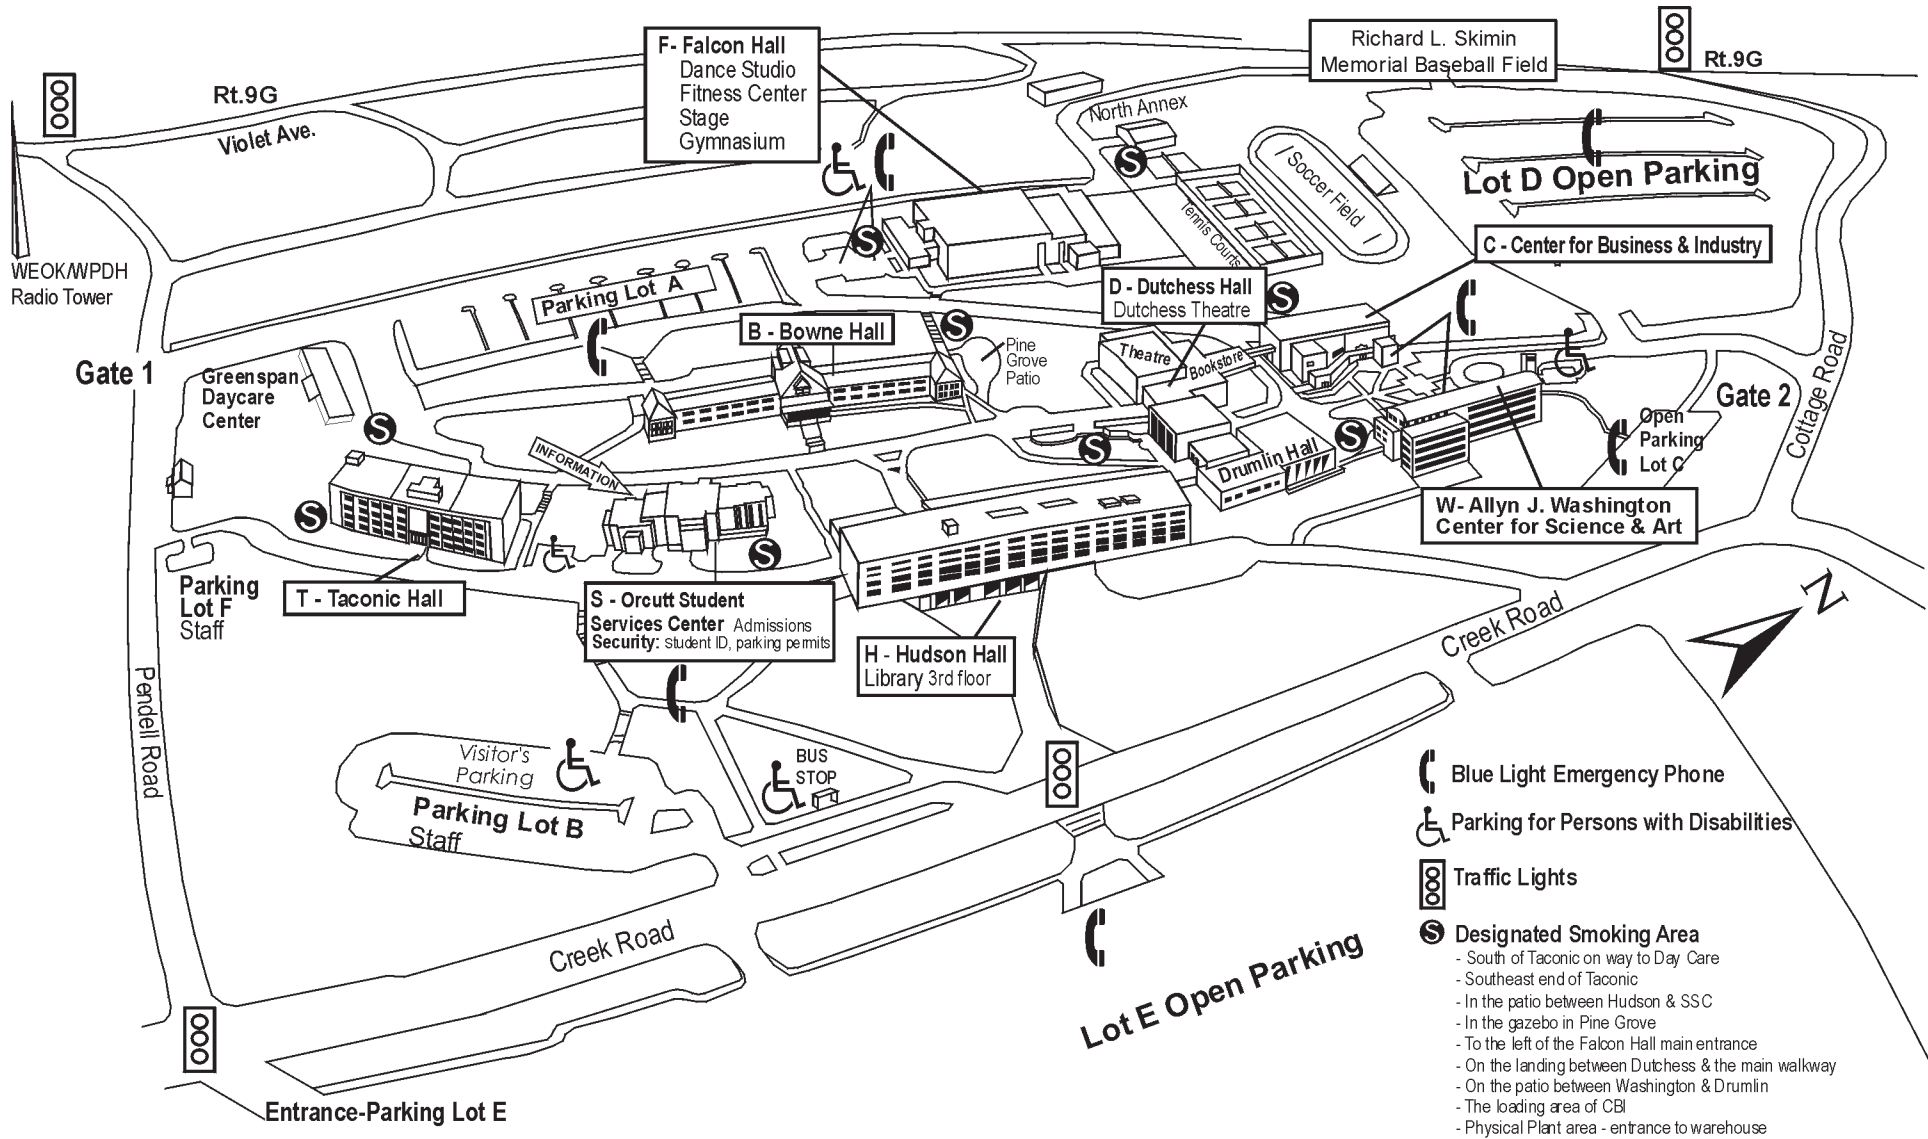 F- Falcon Hall
Dance Studio
Fitness Center
Stage
Gymnasium
Richard L. Skimin
Memorial Baseball Field
Rt.9G
Rt.9G
Violet Ave.
North Annex
Soccer Field
Lot D Open Parking
Tennis Courts
C - Center for Business & Industry
WEOK/WPDH
Radio Tower
Parking Lot A
D - Dutchess Hall
Dutchess Theatre
B - Bowne Hall
Pine
Grove
Patio
Theatre
Bookstore
Gate 1
Greenspan
Daycare
Center
Gate 2
Cottage Road
Open
Parking
Lot C
INFORMATION
Drumlin Hall
W- Allyn J. Washington
Center for Science & Art
Parking
Lot F
Staff
T - Taconic Hall
S - Orcutt Student
Services Center Admissions
Security: student ID, parking permits
H - Hudson Hall
Library 3rd floor
Creek Road
N
Pendell Road
Visitor's
Parking
Parking Lot B
Staff
BUS
STOP
Creek Road
Lot E Open Parking
Entrance-Parking Lot E
Blue Light Emergency Phone
Parking for Persons with Disabilities
Traffic Lights
S Designated Smoking Area
- South of Taconic on way to Day Care
- Southeast end of Taconic
- In the patio between Hudson & SSC
- In the gazebo in Pine Grove
- To the left of the Falcon Hall main entrance
- On the landing between Dutchess & the main walkway
- On the patio between Washington & Drumlin
- The loading area of CBI
- Physical Plant area - entrance to warehouse